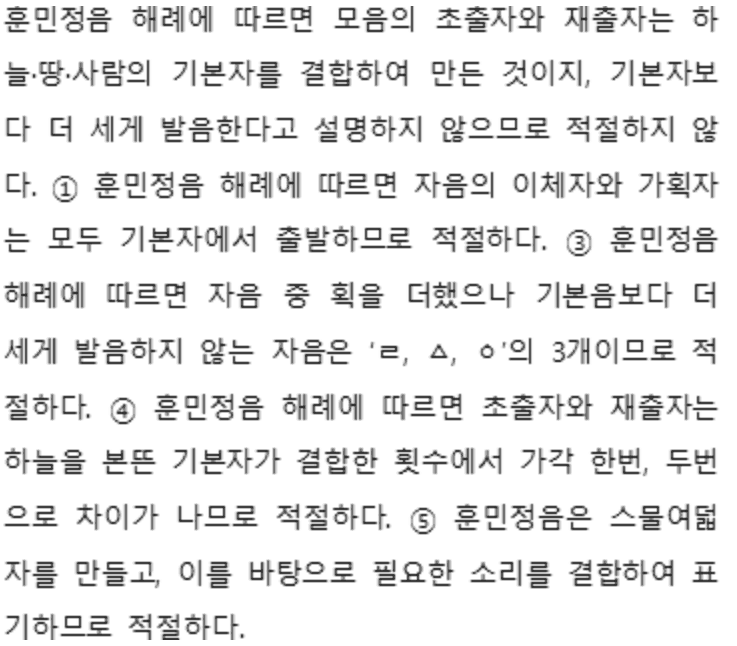 훈민정음 해례에 따르면 모음의 초출자와 재출자는 하
늘·땅·사람의 기본자를 결합하여 만든 것이지, 기본자보
다 더 세게 발음한다고 설명하지 않으므로 적절하지 않
다. ① 훈민정음 해례에 따르면 자음의 이체자와 가획자
는 모두 기본자에서 출발하므로 적절하다. ③ 훈민정음
해례에 따르면 자음 중 획을 더했으나 기본음보다 더
세게 발음하지 않는 자음은 'ㄹ, ㅿ, ㆁ'의 3개이므로 적
절하다. ④ 훈민정음 해례에 따르면 초출자와 재출자는
하늘을 본뜬 기본자가 결합한 횟수에서 가각 한번, 두번
으로 차이가 나므로 적절하다. ⑤ 훈민정음은 스물여덟
자를 만들고, 이를 바탕으로 필요한 소리를 결합하여 표
기하므로 적절하다.